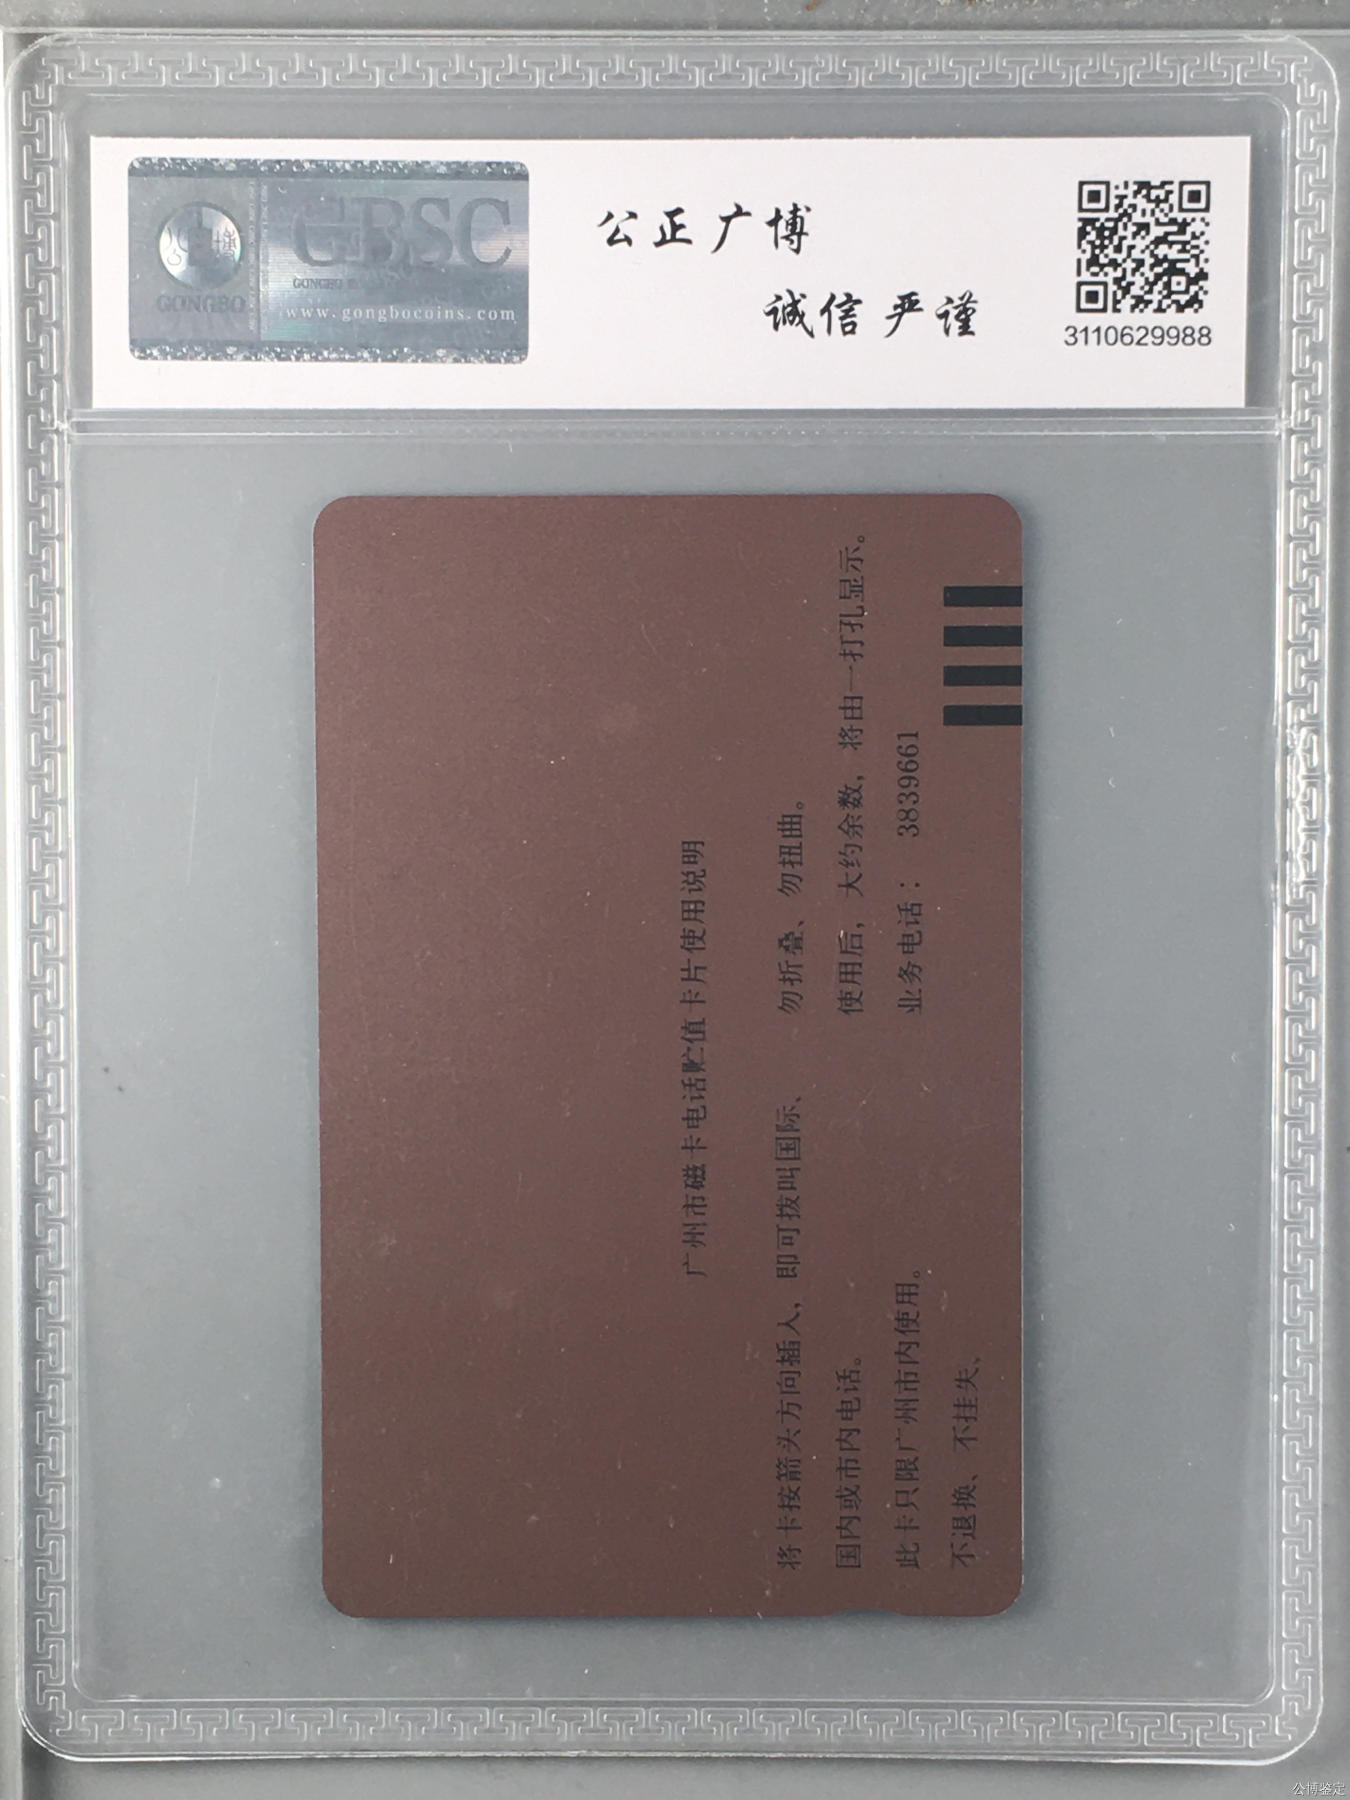 GBSC
GONGBO
www.gongbocoins.com
公正广博
诚信严谨
3110629988
广州市磁卡电话贮值卡片使用说明
将卡按箭头方向插入，即可拨叫国际、
国内或市内电话。
此卡只限广州市内使用。
不退换、不挂失、
勿折叠、勿扭曲。
使用后，大约余数，将由一打孔显示。
业务电话： 3839661
公博鉴定